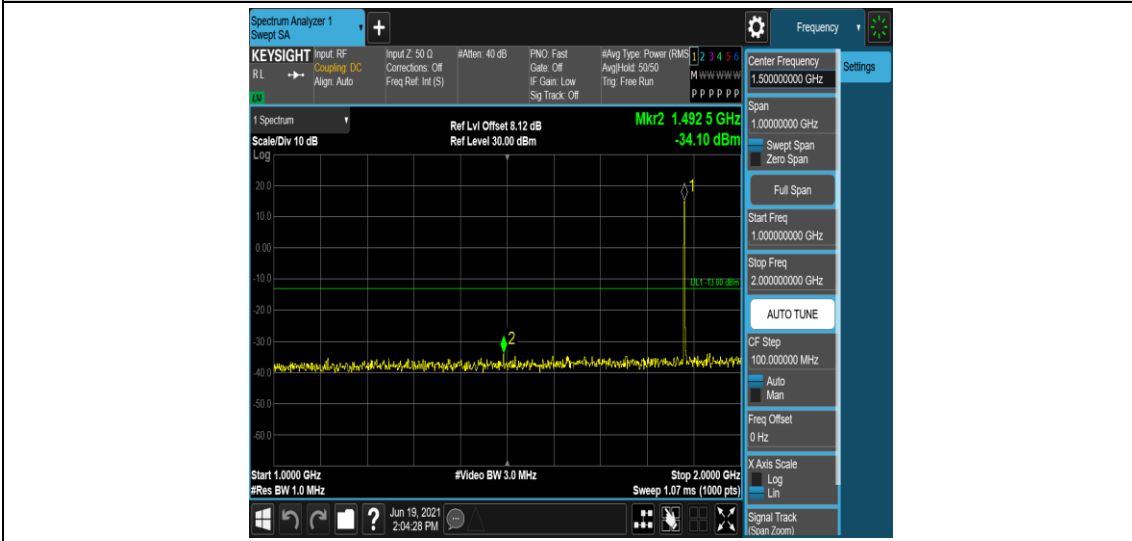 Spectrum Analyzer 1
Swept SA
+
Frequency
KEYSIGHT
RL
LM
Input: RF
Coupling: DC
Align: Auto
Input Z: 50 Ω
Corrections: Off
Freq Ref: Int (S)
#Atten: 40 dB
PNO: Fast
Gate: Off
IF Gain: Low
Sig Track: Off
#Avg Type: Power (RMS
Avg|Hold: 50/50
Trig: Free Run
1 2 3 4 5 6
M W W W W W
P P P P P P
1 Spectrum
Scale/Div 10 dB
Log
Ref Lvl Offset 8.12 dB
Ref Level 30.00 dBm
Mkr2 1.492 5 GHz
-34.10 dBm
20.0
10.0
0.00
-10.0
-20.0
-30.0
-40.0
-50.0
-60.0
1
DL1 -13.00 dBm
2
Start 1.0000 GHz
#Res BW 1.0 MHz
#Video BW 3.0 MHz
Stop 2.0000 GHz
Sweep 1.07 ms (1000 pts)
?
Jun 19, 2021
2:04:28 PM
Center Frequency
1.500000000 GHz
Settings
Span
1.00000000 GHz
Swept Span
Zero Span
Full Span
Start Freq
1.000000000 GHz
Stop Freq
2.000000000 GHz
AUTO TUNE
CF Step
100.000000 MHz
Auto
Man
Freq Offset
0 Hz
X Axis Scale
Log
Lin
Signal Track
(Span Zoom)